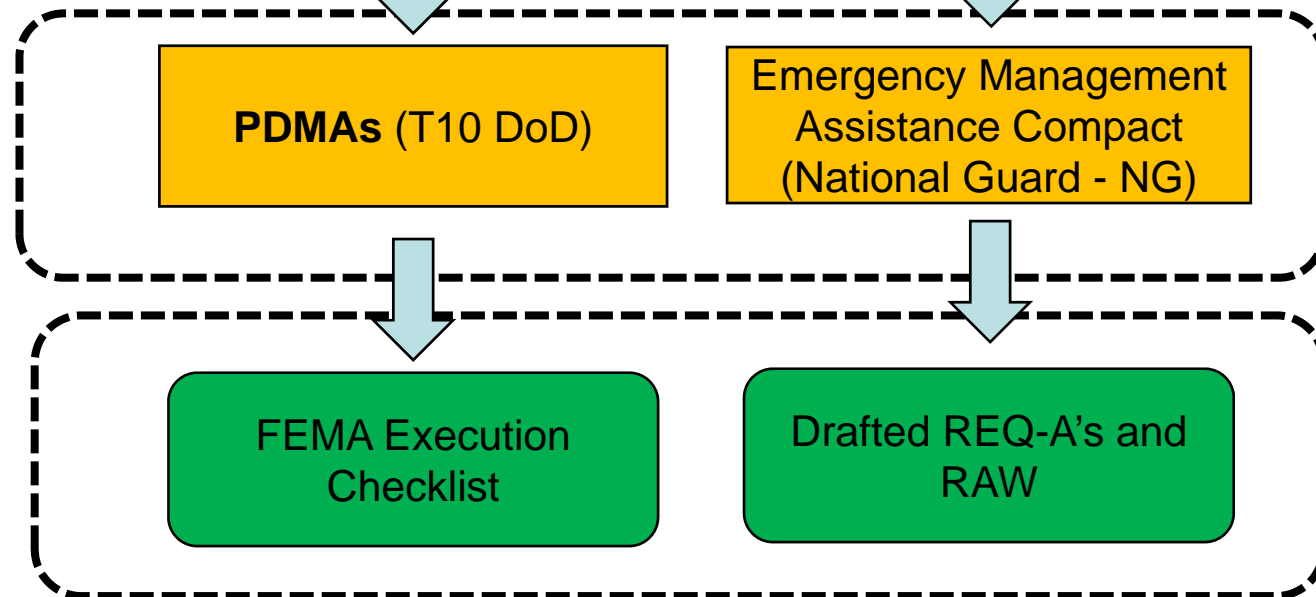 PDMAs (T10 DoD)
Emergency Management
Assistance Compact
(National Guard - NG)
FEMA Execution
Checklist
Drafted REQ-A’s and
RAW